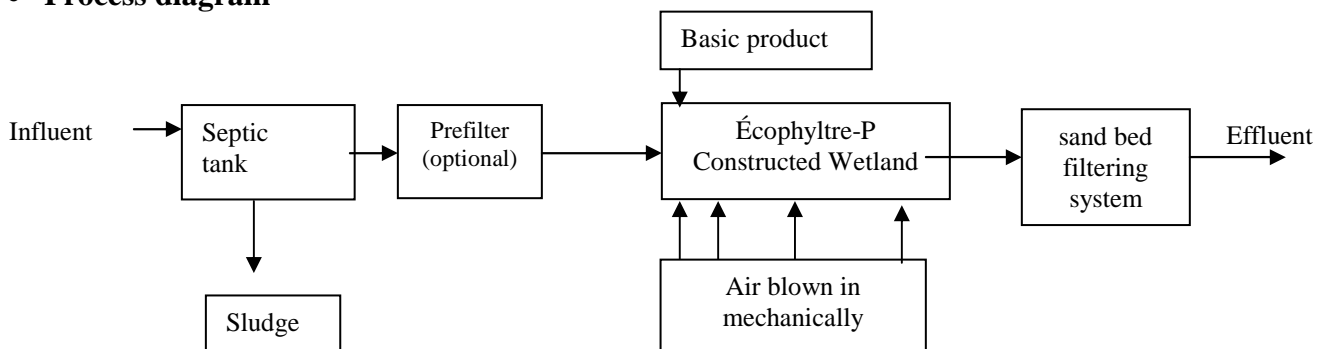 • Process diagram
Basic product
Influent
Septic
tank
Prefilter
(optional)
Écophyltre-P
Constructed Wetland
sand bed
filtering
system
Effluent
Sludge
Air blown in
mechanically